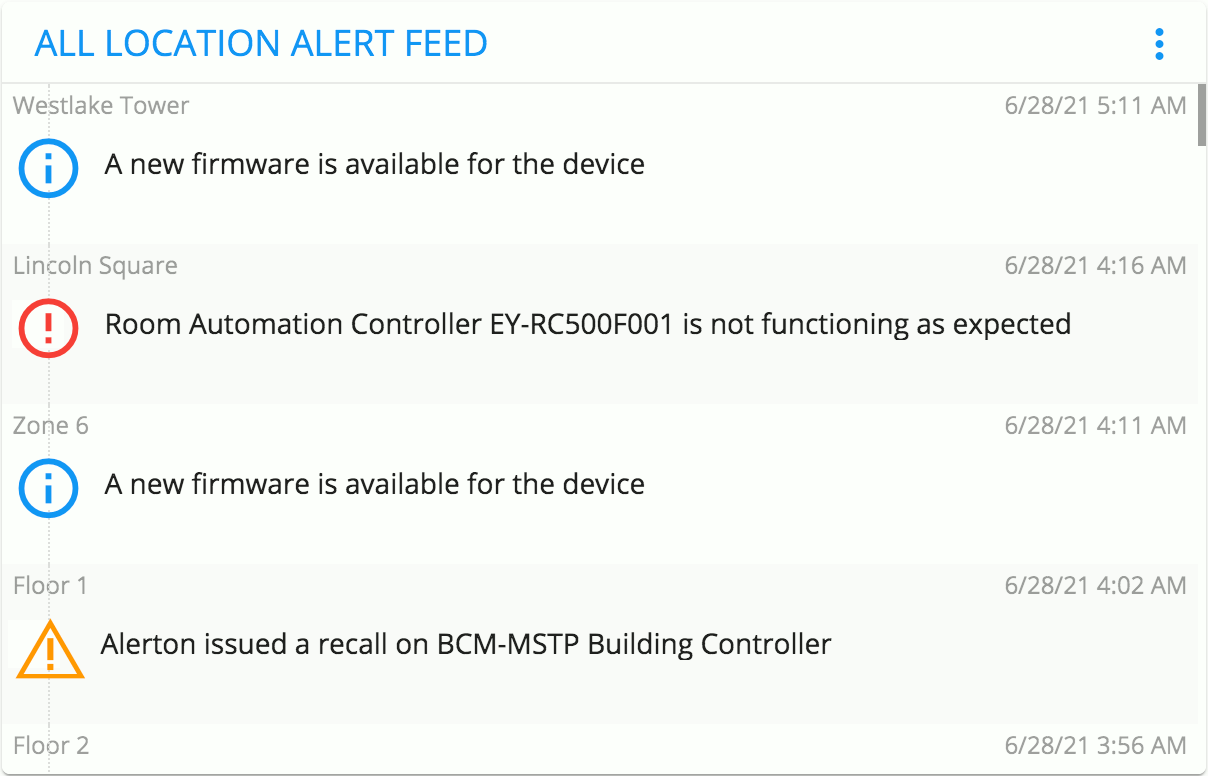 ALL LOCATION ALERT FEED
Westlake Tower 6/28/21 5:11 AM
A new firmware is available for the device
Lincoln Square 6/28/21 4:16 AM
Room Automation Controller EY-RC500F001 is not functioning as expected
Zone 6 6/28/21 4:11 AM
A new firmware is available for the device
Floor 1 6/28/21 4:02 AM
Alerton issued a recall on BCM-MSTP Building Controller
Floor 2 6/28/21 3:56 AM